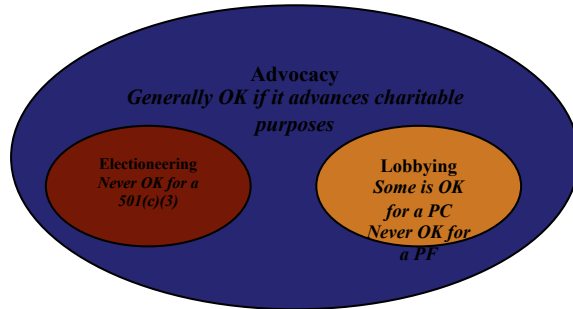 Advocacy
Generally OK if it advances charitable
purposes
Electioneering
Never OK for a
501(c)(3)
Lobbying
Some is OK
for a PC
Never OK for
a PF